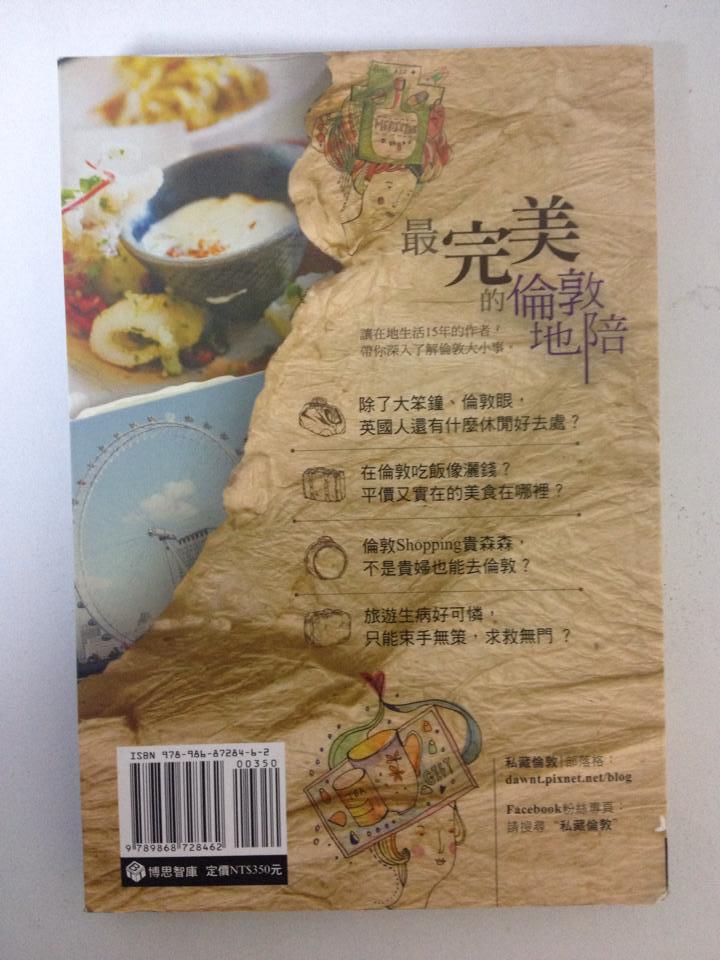 最完美
的倫敦
地陪
讓在地生活15年的作者,
帶你深入了解倫敦大小事。
除了大笨鐘、倫敦眼,
英國人還有什麼休閒好去處?
在倫敦吃飯像灑錢?
平價又實在的美食在哪裡?
倫敦Shopping貴森森,
不是貴婦也能去倫敦?
旅遊生病好可憐,
只能束手無策,求救無門?
ISBN 978-986-87284-6-2
00350
9 789868 728462
博思智庫 定價NT$350元
私藏倫敦|部落格:
dawnt.pixnet.net/blog
Facebook粉絲專頁:
請搜尋 “私藏倫敦”